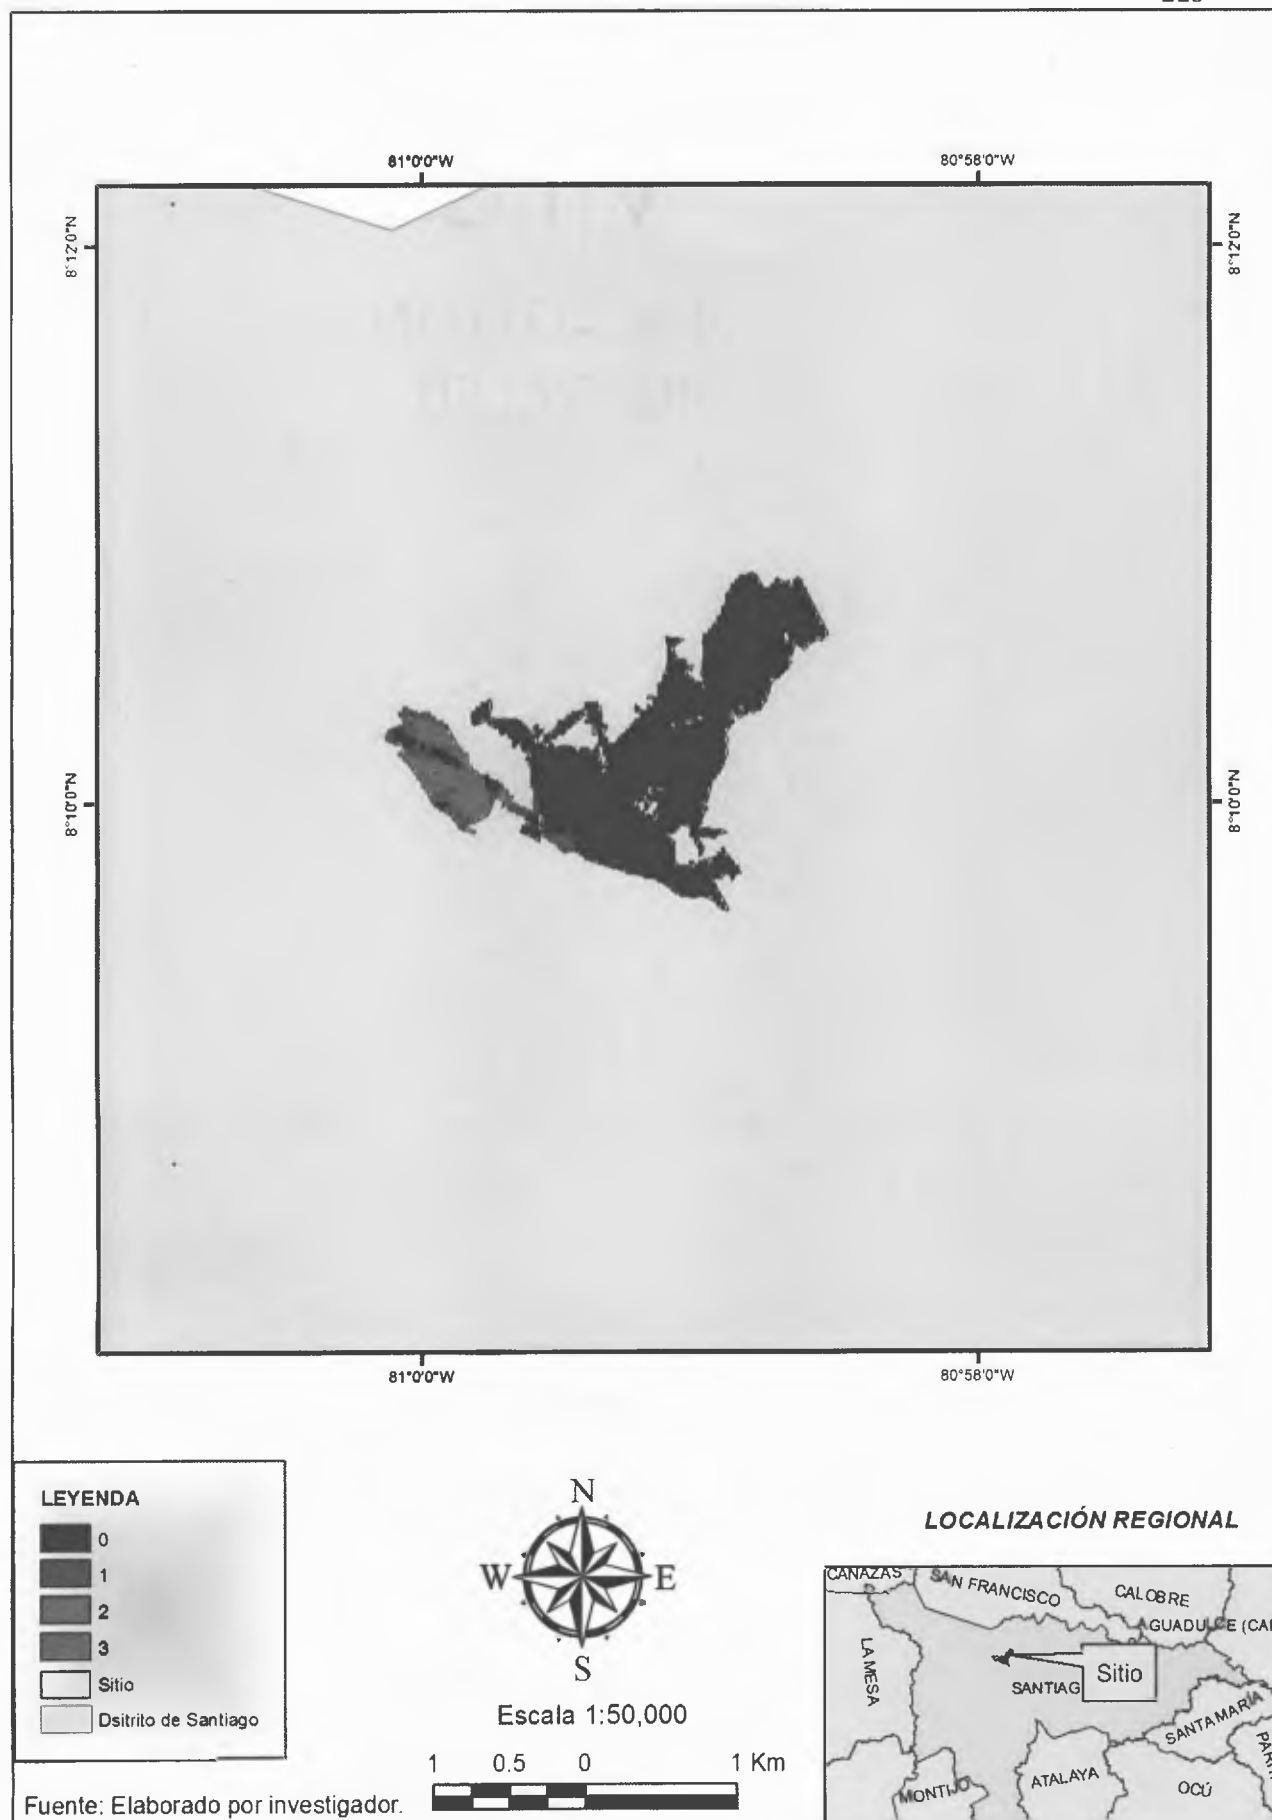 81°0'0"W
80°58'0"W
8°12'0"N
8°12'0"N
8°10'0"N
8°10'0"N
81°0'0"W
80°58'0"W
LEYENDA
0
1
2
3
Sitio
Dsitrito de Santiago
N
W
E
S
Escala 1:50,000
1 0.5 0 1 Km
Fuente: Elaborado por investigador.
LOCALIZACIÓN REGIONAL
CAÑAZAS
SAN FRANCISCO
CALOBRE
AGUADULCE (CA
LA MESA
Sitio
SANTIAG
SANTA MARÍA
MONTIJO
ATALAYA
OCÚ